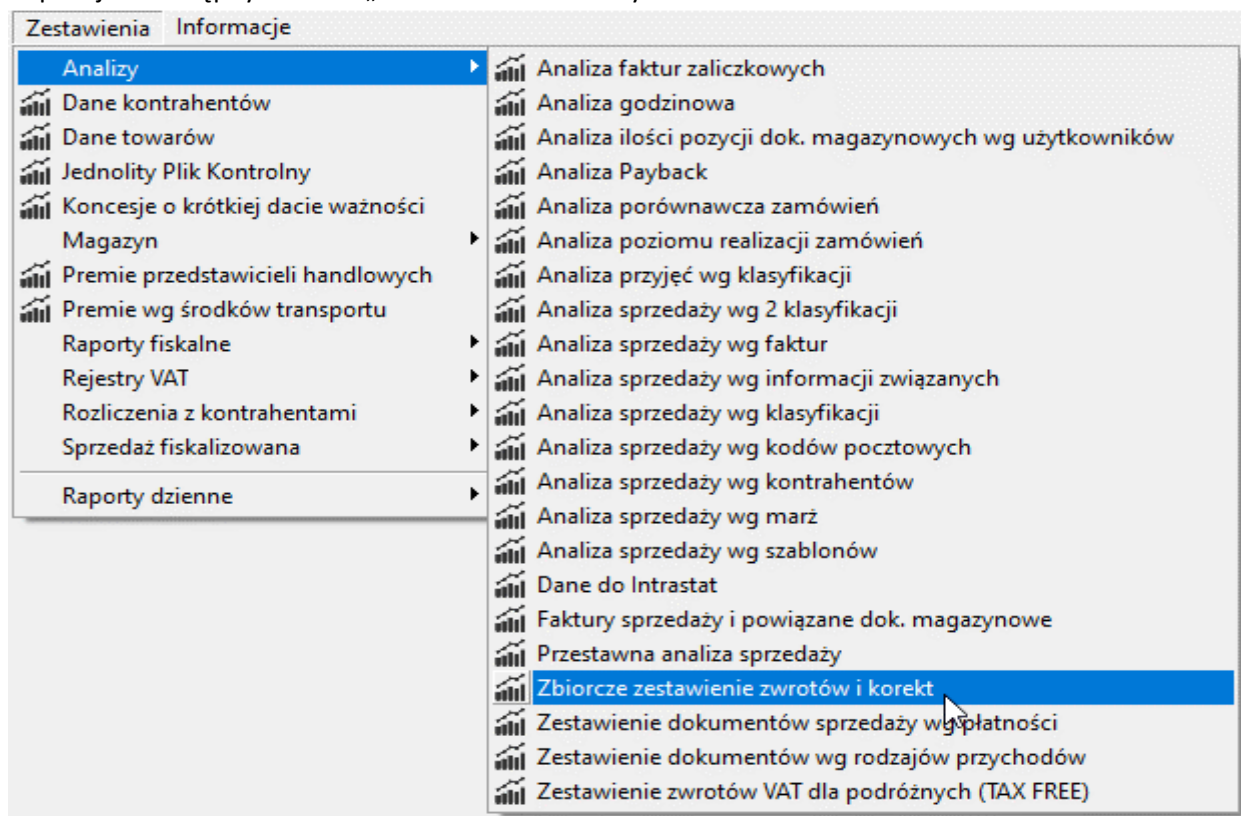 Zestawienia Informacje
Analizy
Dane kontrahentów
Dane towarów
Jednolity Plik Kontrolny
Koncesje o krótkiej dacie ważności
Magazyn
Premie przedstawicieli handlowych
Premie wg środków transportu
Raporty fiskalne
Rejestry VAT
Rozliczenia z kontrahentami
Sprzedaż fiskalizowana
Raporty dzienne
Analiza faktur zaliczkowych
Analiza godzinowa
Analiza ilości pozycji dok. magazynowych wg użytkowników
Analiza Payback
Analiza porównawcza zamówień
Analiza poziomu realizacji zamówień
Analiza przyjęć wg klasyfikacji
Analiza sprzedaży wg 2 klasyfikacji
Analiza sprzedaży wg faktur
Analiza sprzedaży wg informacji związanych
Analiza sprzedaży wg klasyfikacji
Analiza sprzedaży wg kodów pocztowych
Analiza sprzedaży wg kontrahentów
Analiza sprzedaży wg marż
Analiza sprzedaży wg szablonów
Dane do Intrastat
Faktury sprzedaży i powiązane dok. magazynowe
Przestawna analiza sprzedaży
Zbiorcze zestawienie zwrotów i korekt
Zestawienie dokumentów sprzedaży wg płatności
Zestawienie dokumentów wg rodzajów przychodów
Zestawienie zwrotów VAT dla podróżnych (TAX FREE)